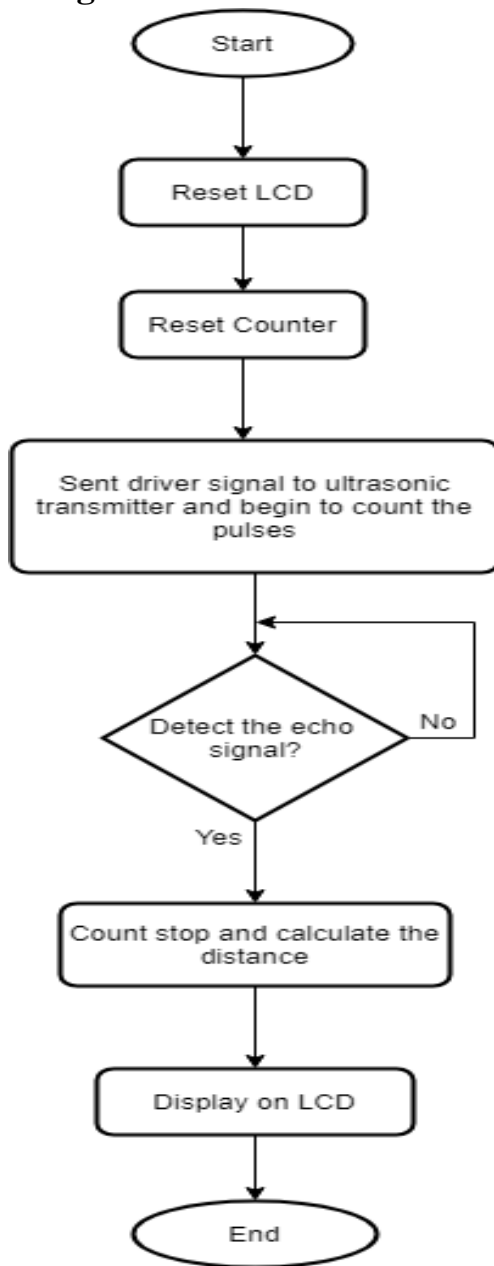 Start
Reset LCD
Reset Counter
Sent driver signal to ultrasonic
transmitter and begin to count the
pulses
Detect the echo
signal?
No
Yes
Count stop and calculate the
distance
Display on LCD
End